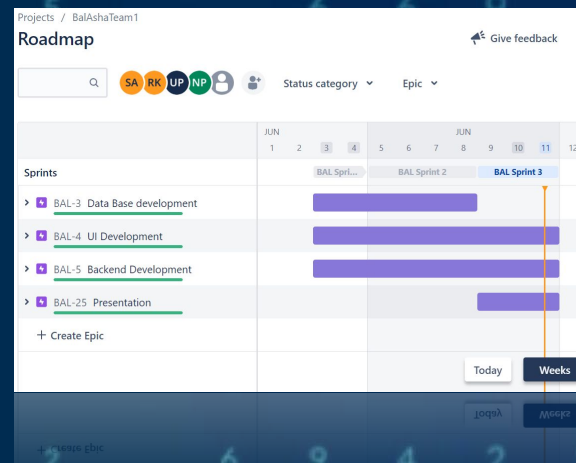 Projects / BalAshaTeam1
Roadmap
Give feedback
SA RK UP NP
Status category
Epic
JUN JUN
1 2 3 4 5 6 7 8 9 10 11 12
Sprints BAL Spri... BAL Sprint 2 BAL Sprint 3
BAL-3 Data Base development
BAL-4 UI Development
BAL-5 Backend Development
BAL-25 Presentation
+ Create Epic
Today Weeks